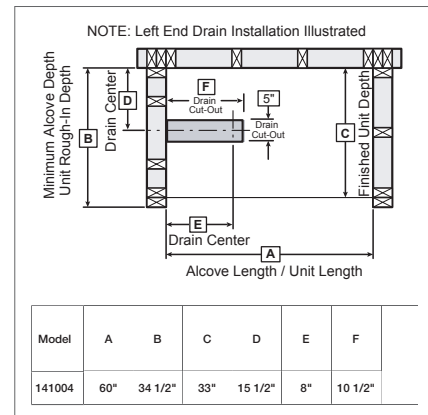 NOTE: Left End Drain Installation Illustrated
Minimum Alcove Depth
Unit Rough-In Depth
B
Drain Center
D
F
Drain
Cut-Out
5"
Drain
Cut-Out
C
Finished Unit Depth
E
Drain Center
A
Alcove Length / Unit Length
Model A B C D E F
141004 60" 34 1/2" 33" 15 1/2" 8" 10 1/2"